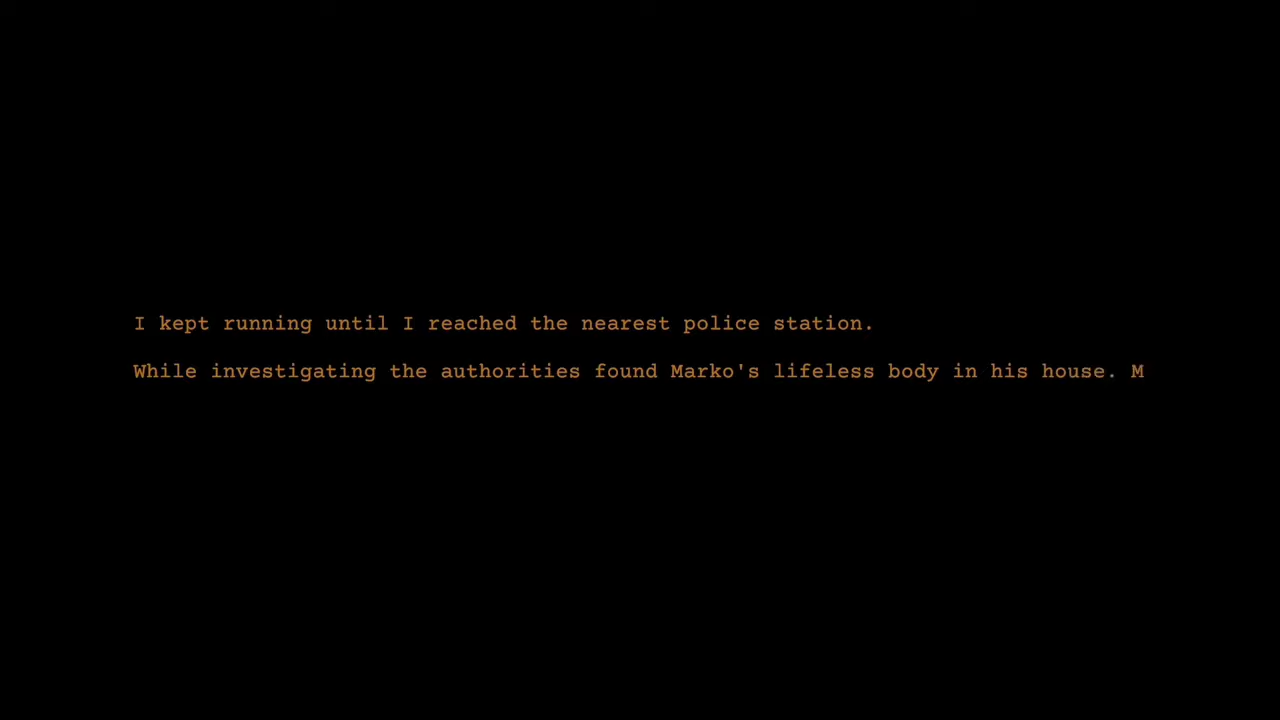 I kept running until I reached the nearest police station.
While investigating the authorities found Marko's lifeless body in his house. M